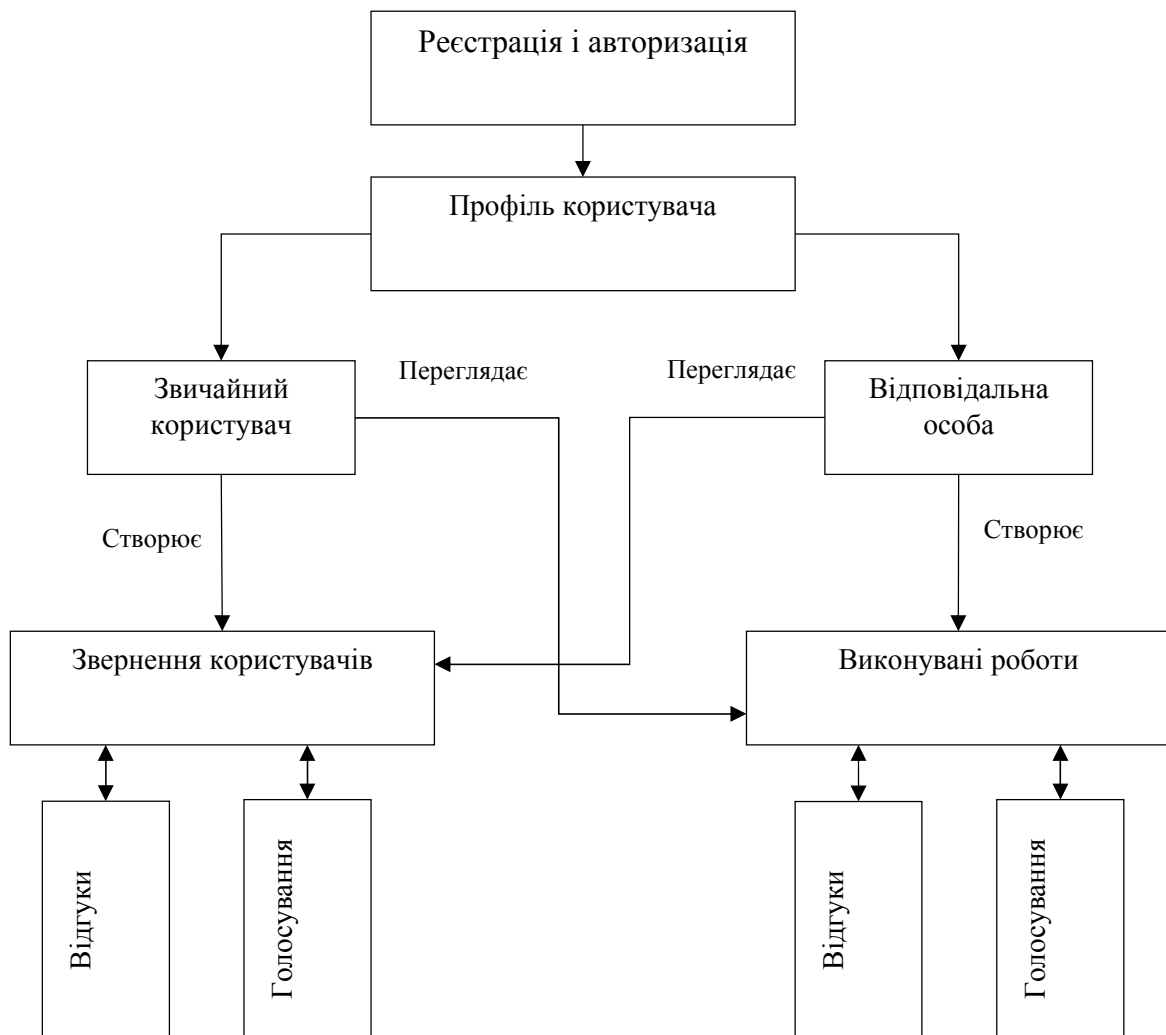 Реєстрація і авторизація
Профіль користувача
Звичайний
користувач
Переглядає
Переглядає
Відповідальна
особа
Створює
Створює
Звернення користувачів
Виконувані роботи
Відгуки
Голосування
Відгуки
Голосування